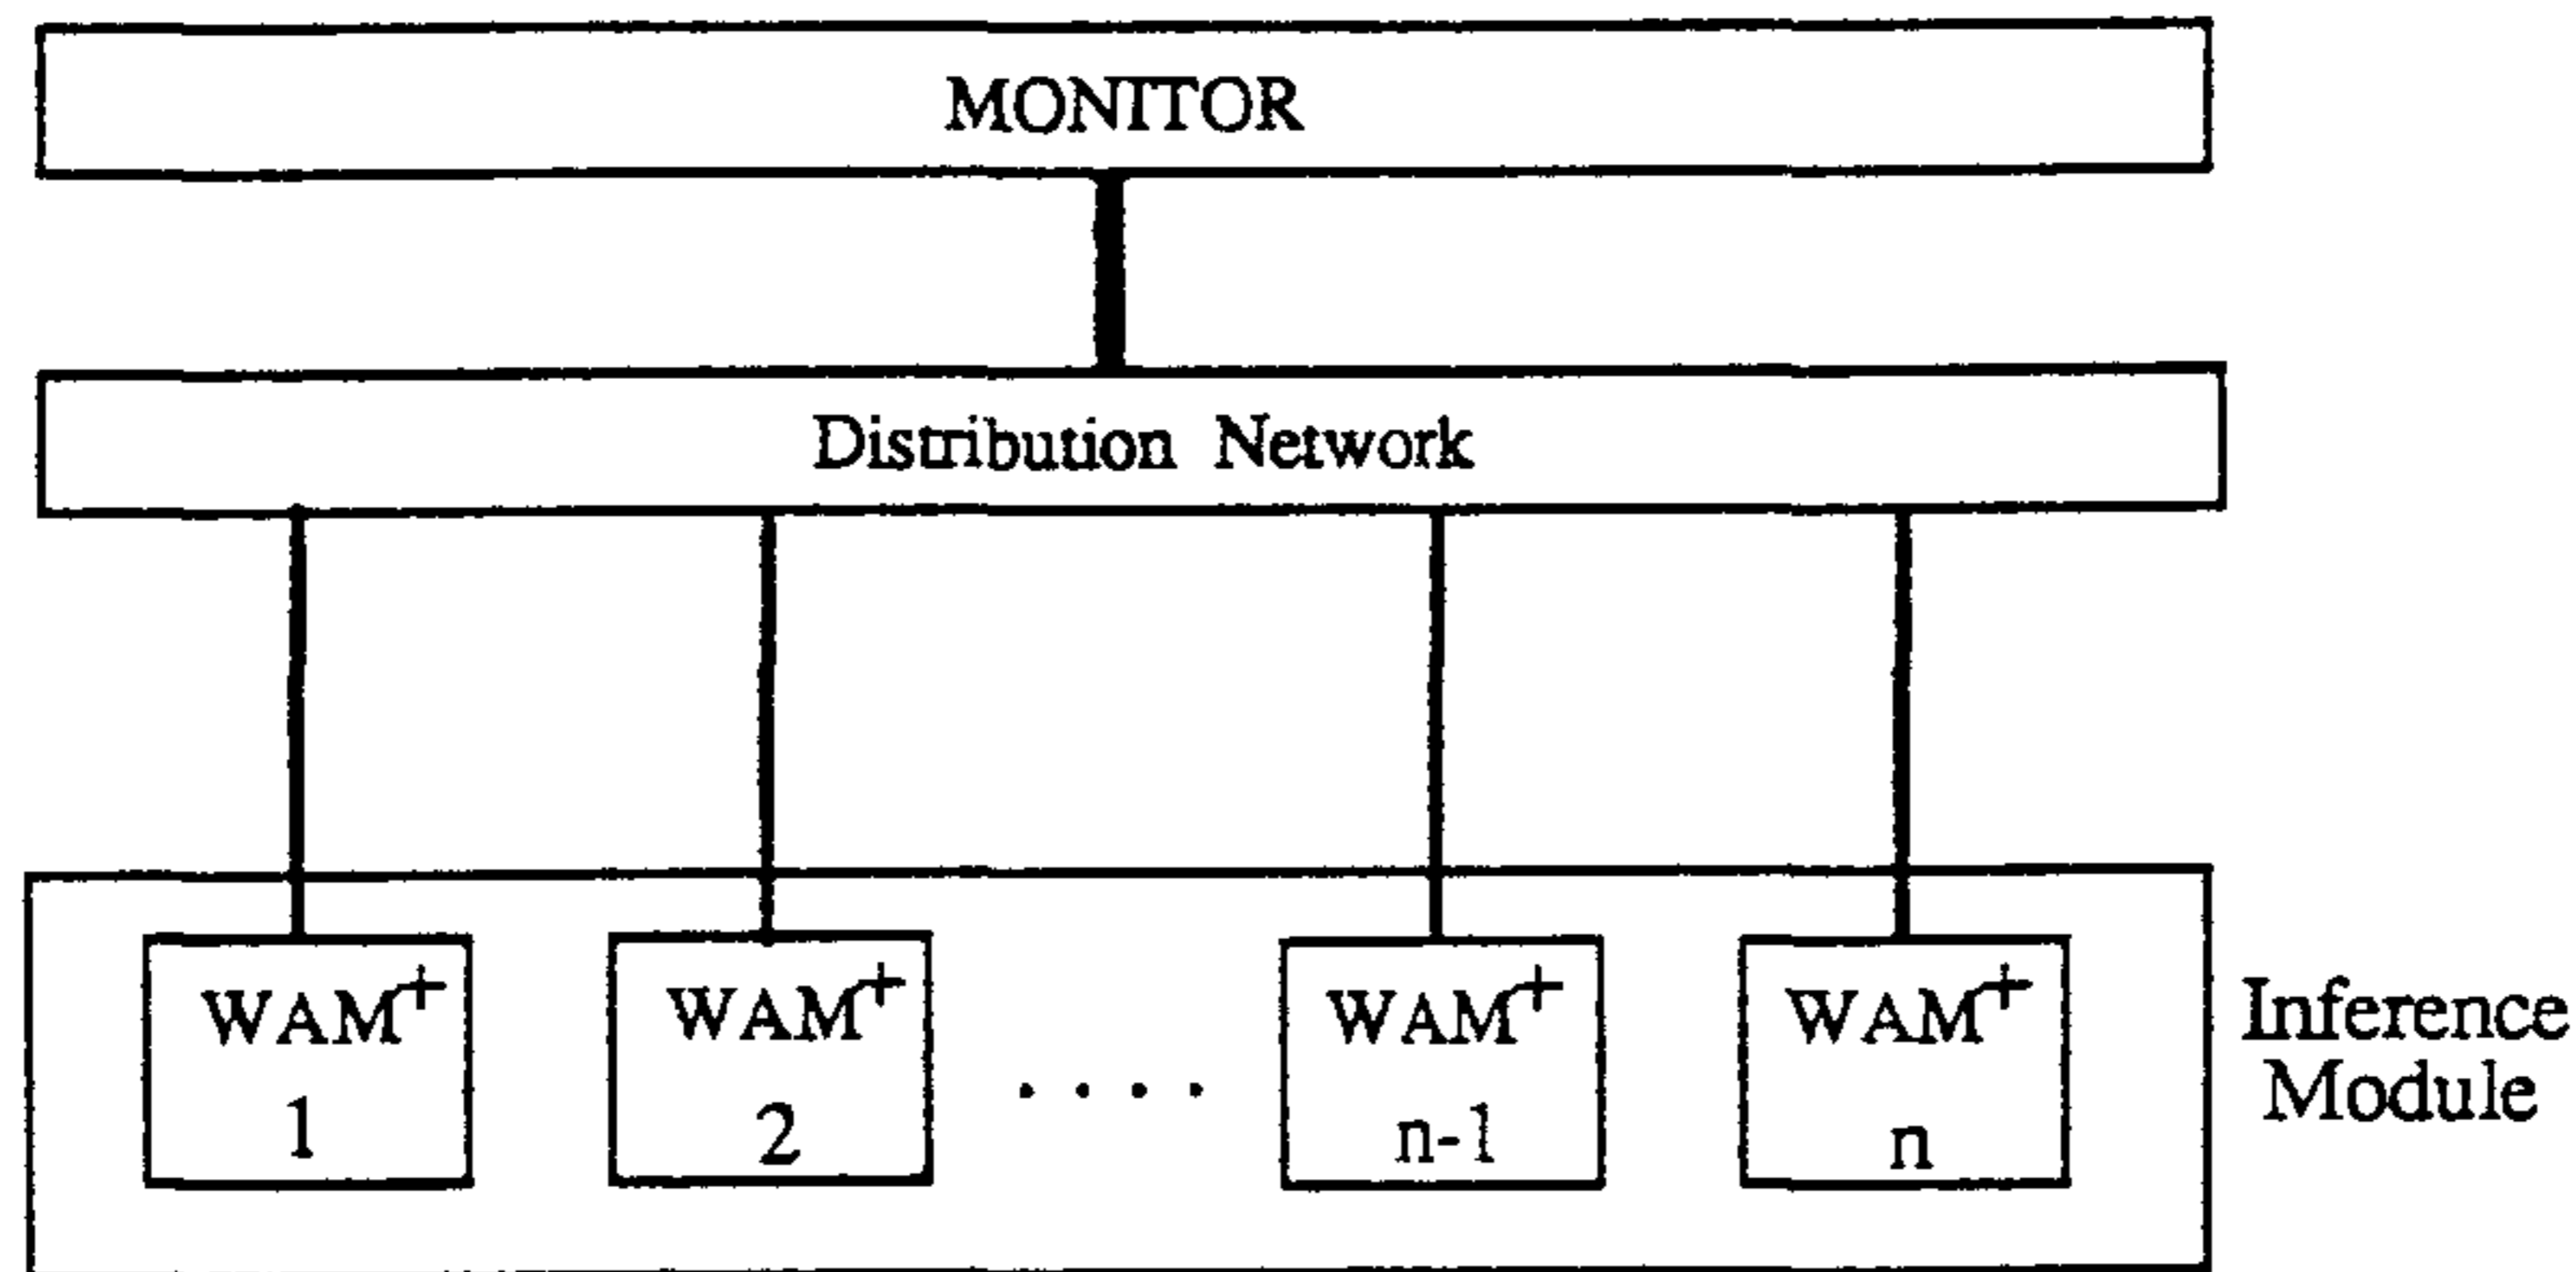 MONITOR
Distribution Network
WAM+
1
WAM+
2
. . . .
WAM+
n-1
WAM+
n
Inference
Module